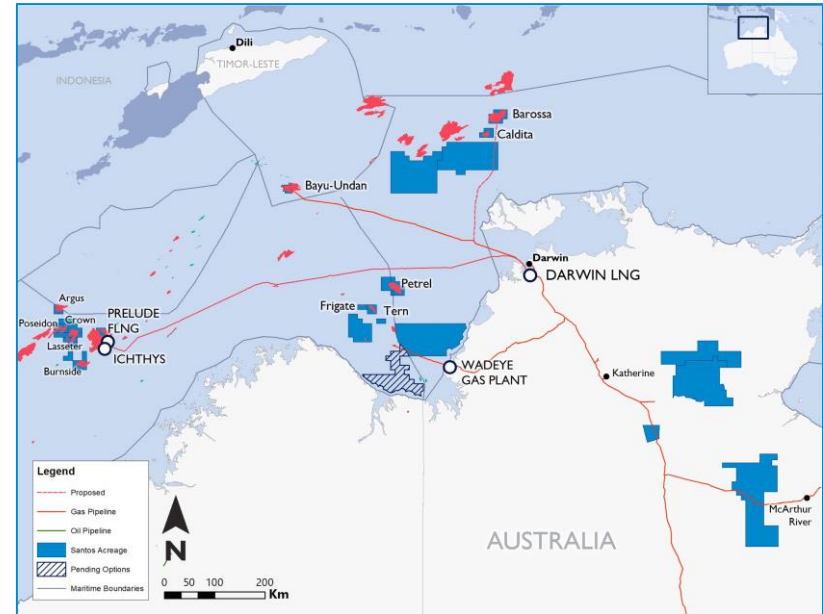 Dili
TIMOR-LESTE
INDONESIA
Barossa
Caldita
Bayu-Undan
Darwin
DARWIN LNG
Petrel
Frigate
Tern
Argus
PRELUDE
FLNG
Poseidon
Crown
Lasseter
ICHTHYS
Burnside
WADEYE
GAS PLANT
Katherine
McArthur
River
AUSTRALIA
Legend
Proposed
Gas Pipeline
Oil Pipeline
Santos Acreage
Pending Options
Maritime Boundaries
N
0 50 100 200
Km